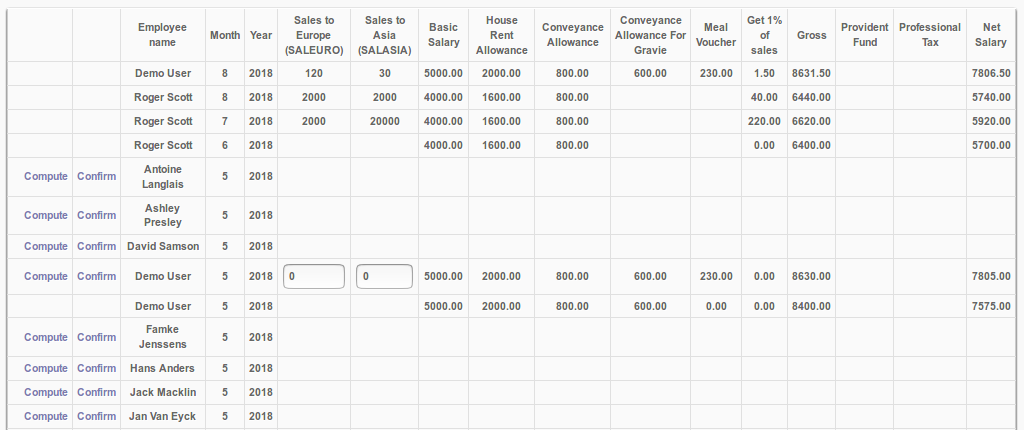 Employee name Month Year Sales to Europe (SALEURO) Sales to Asia (SALASIA) Basic Salary House Rent Allowance Conveyance Allowance Conveyance Allowance For Gravie Meal Voucher Get 1% of sales Gross Provident Fund Professional Tax Net Salary
Demo User 8 2018 120 30 5000.00 2000.00 800.00 600.00 230.00 1.50 8631.50 7806.50
Roger Scott 8 2018 2000 2000 4000.00 1600.00 800.00 40.00 6440.00 5740.00
Roger Scott 7 2018 2000 20000 4000.00 1600.00 800.00 220.00 6620.00 5920.00
Roger Scott 6 2018 4000.00 1600.00 800.00 0.00 6400.00 5700.00
Compute Confirm Antoine Langlais 5 2018
Compute Confirm Ashley Presley 5 2018
Compute Confirm David Samson 5 2018
Compute Confirm Demo User 5 2018 0 0 5000.00 2000.00 800.00 600.00 230.00 0.00 8630.00 7805.00
Demo User 5 2018 5000.00 2000.00 800.00 600.00 0.00 0.00 8400.00 7575.00
Compute Confirm Famke Jenssens 5 2018
Compute Confirm Hans Anders 5 2018
Compute Confirm Jack Macklin 5 2018
Compute Confirm Jan Van Eyck 5 2018